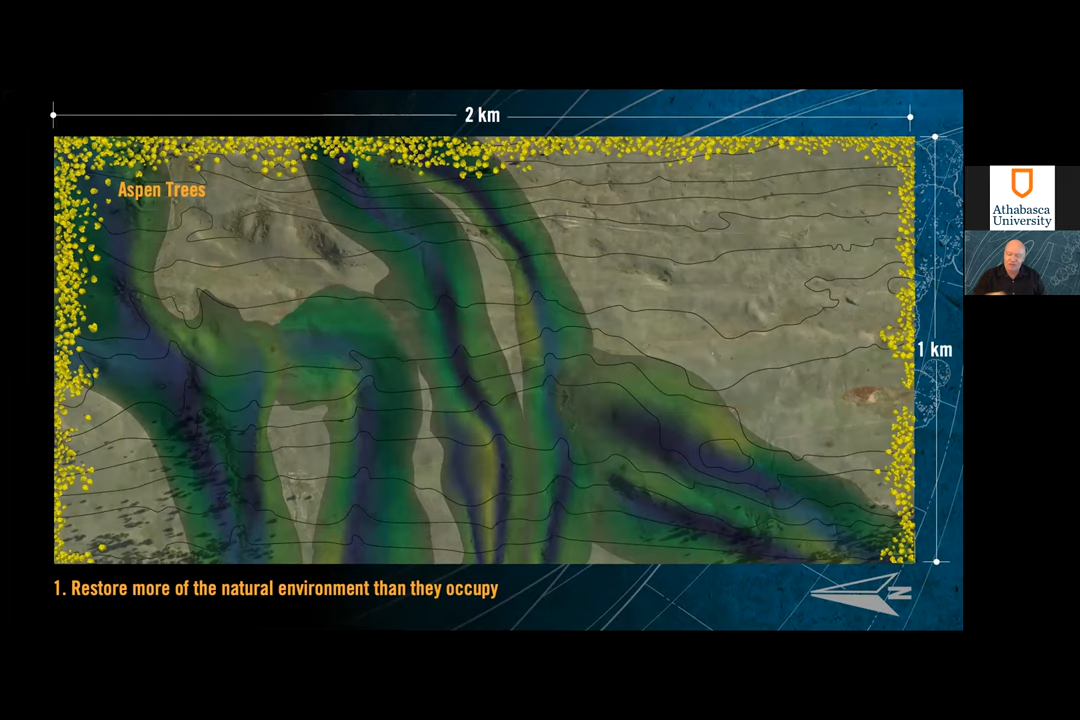 2 km
Aspen Trees
Athabasca
University
1 km
1. Restore more of the natural environment than they occupy
N